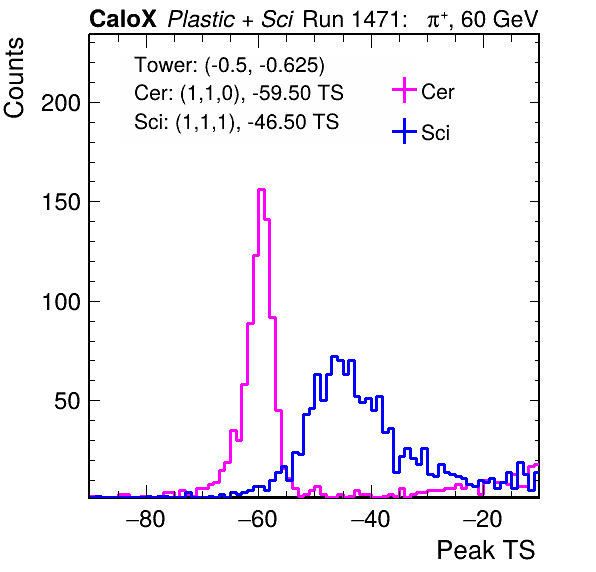 CaloX Plastic + Sci Run 1471: π⁺, 60 GeV
Counts
Tower: (-0.5, -0.625)
Cer: (1,1,0), -59.50 TS
Sci: (1,1,1), -46.50 TS
Cer
Sci
200
150
100
50
−80 −60 −40 −20
Peak TS